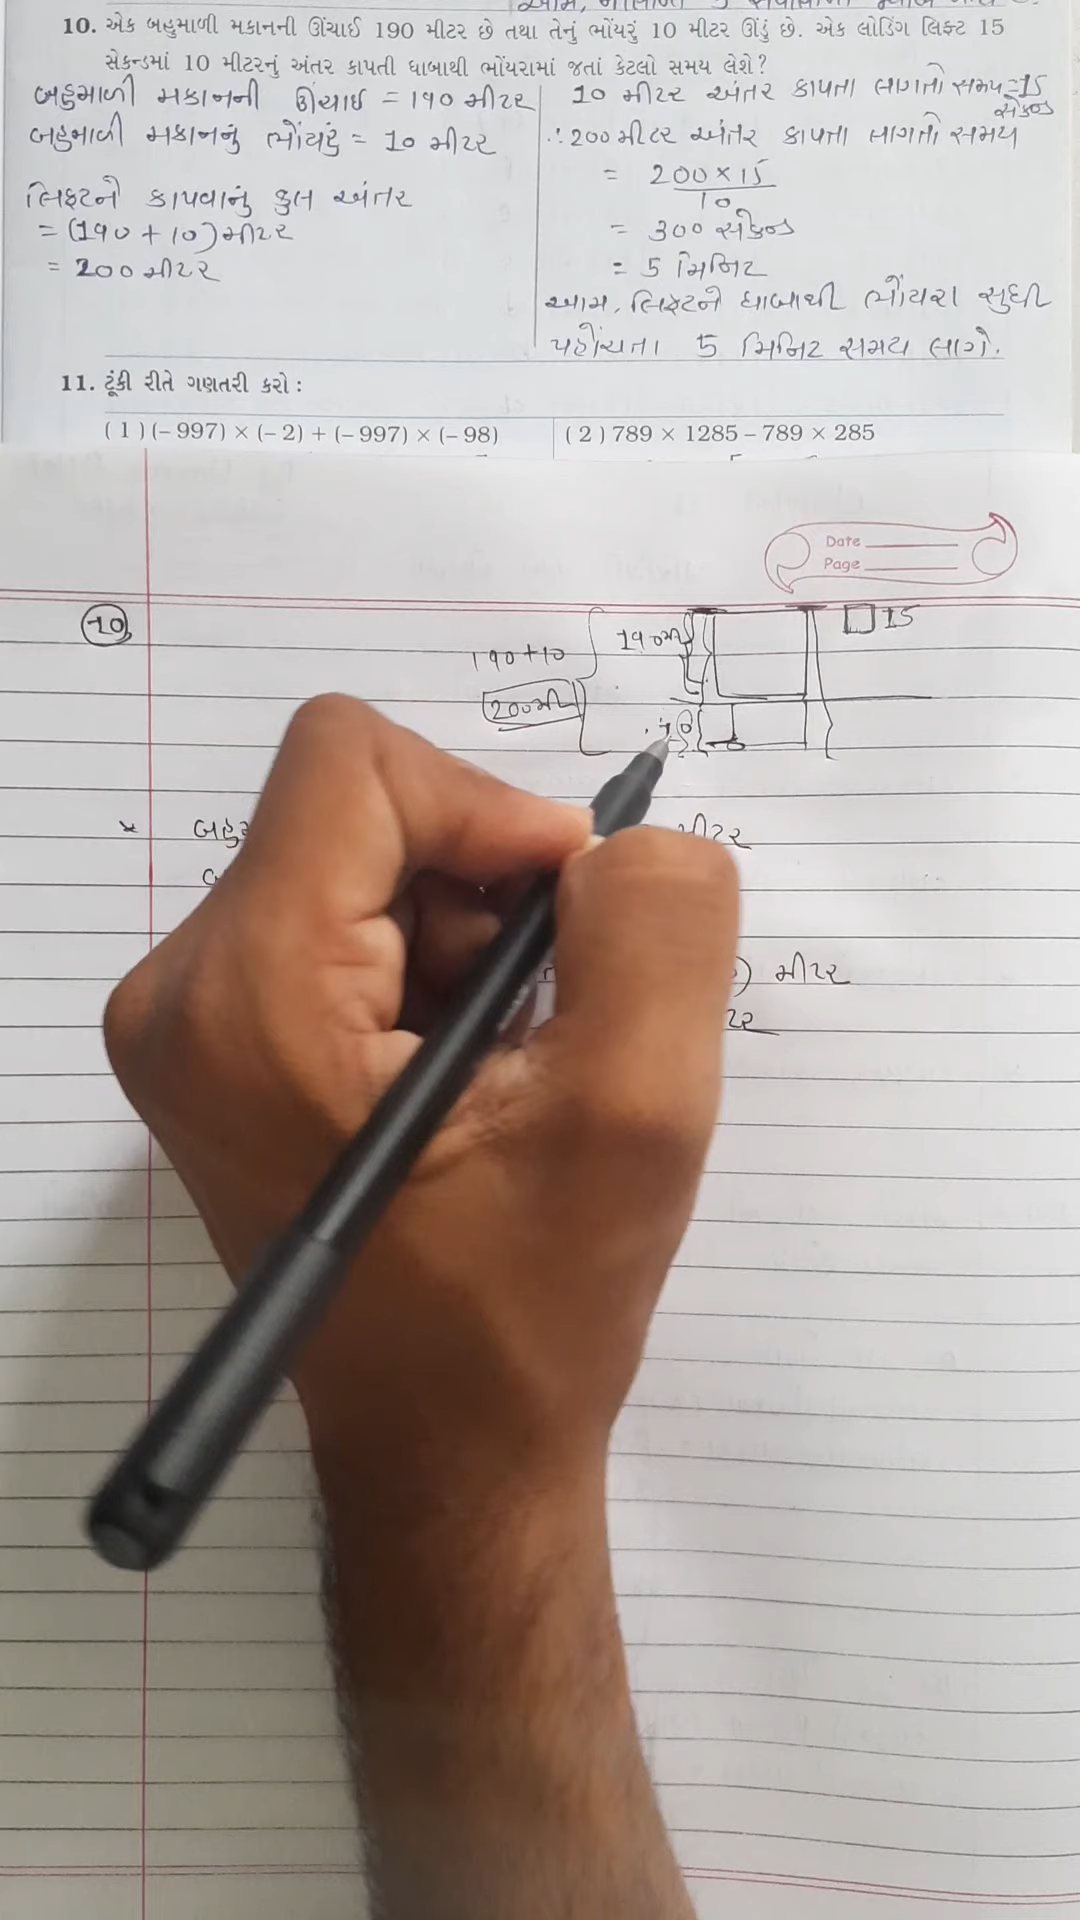 10. એક બહુમાળી મકાનની ઊંચાઈ 190 મીટર છે તથા તેનું ભોંયરું 10 મીટર ઊંડું છે. એક લોડિંગ લિફ્ટ 15
સેકન્ડમાં 10 મીટરનું અંતર કાપતી ધાબાથી ભોંયરામાં જતાં કેટલો સમય લેશે?
બહુમાળી મકાનની ઊંચાઈ = 190 મીટર
બહુમાળી મકાનનું ભોંયરું = 10 મીટર
લિફ્ટને કાપવાનું કુલ અંતર
= (190 + 10) મીટર
= 200 મીટર
10 મીટર અંતર કાપતા લાગતો સમય = 15
સેકન્ડ
∴ 200 મીટર અંતર કાપતા લાગતો સમય
= 200 × 15
10
= 300 સેકન્ડ
= 5 મિનિટ
આમ, લિફ્ટને ધાબાથી ભોંયરા સુધી
પહોંચતા 5 મિનિટ સમય લાગે.
11. ટૂંકી રીતે ગણતરી કરો :
( 1 ) (– 997) × (– 2) + (– 997) × (– 98)
( 2 ) 789 × 1285 – 789 × 285
Date
Page
10
190 + 10
200મી
190મી
15
10
મીટર
) મીટર